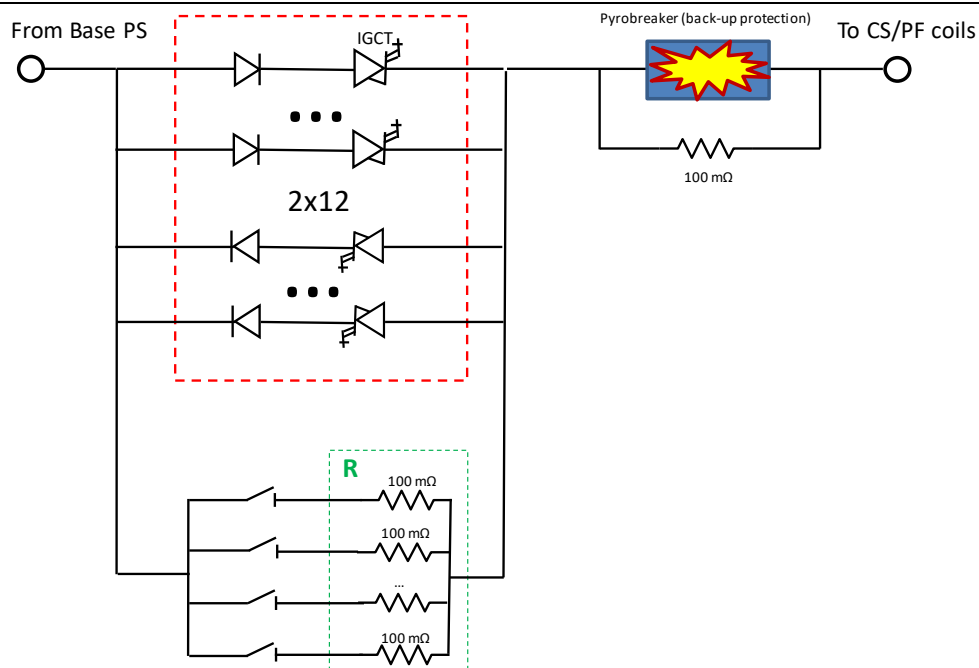 From Base PS
IGCT
Pyrobreaker (back-up protection)
To CS/PF coils
100 mΩ
2x12
R
100 mΩ
100 mΩ
...
100 mΩ